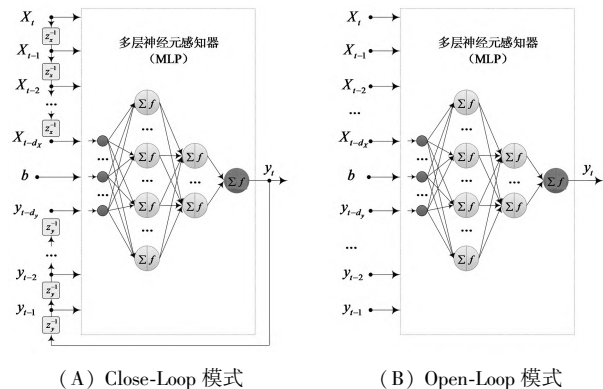 X_t
z_x^{-1}
X_{t-1}
z_x^{-1}
X_{t-2}
...
z_x^{-1}
X_{t-d_X}
b
y_{t-d_y}
z_y^{-1}
...
y_{t-2}
z_y^{-1}
y_{t-1}
z_y^{-1}
多层神经元感知器
（MLP）
Σ f
...
Σ f Σ f
... ... Σ f y_t
Σ f Σ f
...
Σ f
（A）Close-Loop 模式
X_t
X_{t-1}
X_{t-2}
...
X_{t-d_X}
b
y_{t-d_y}
...
y_{t-2}
y_{t-1}
多层神经元感知器
（MLP）
Σ f
...
Σ f Σ f
... ... Σ f y_t
Σ f Σ f
...
Σ f
（B）Open-Loop 模式